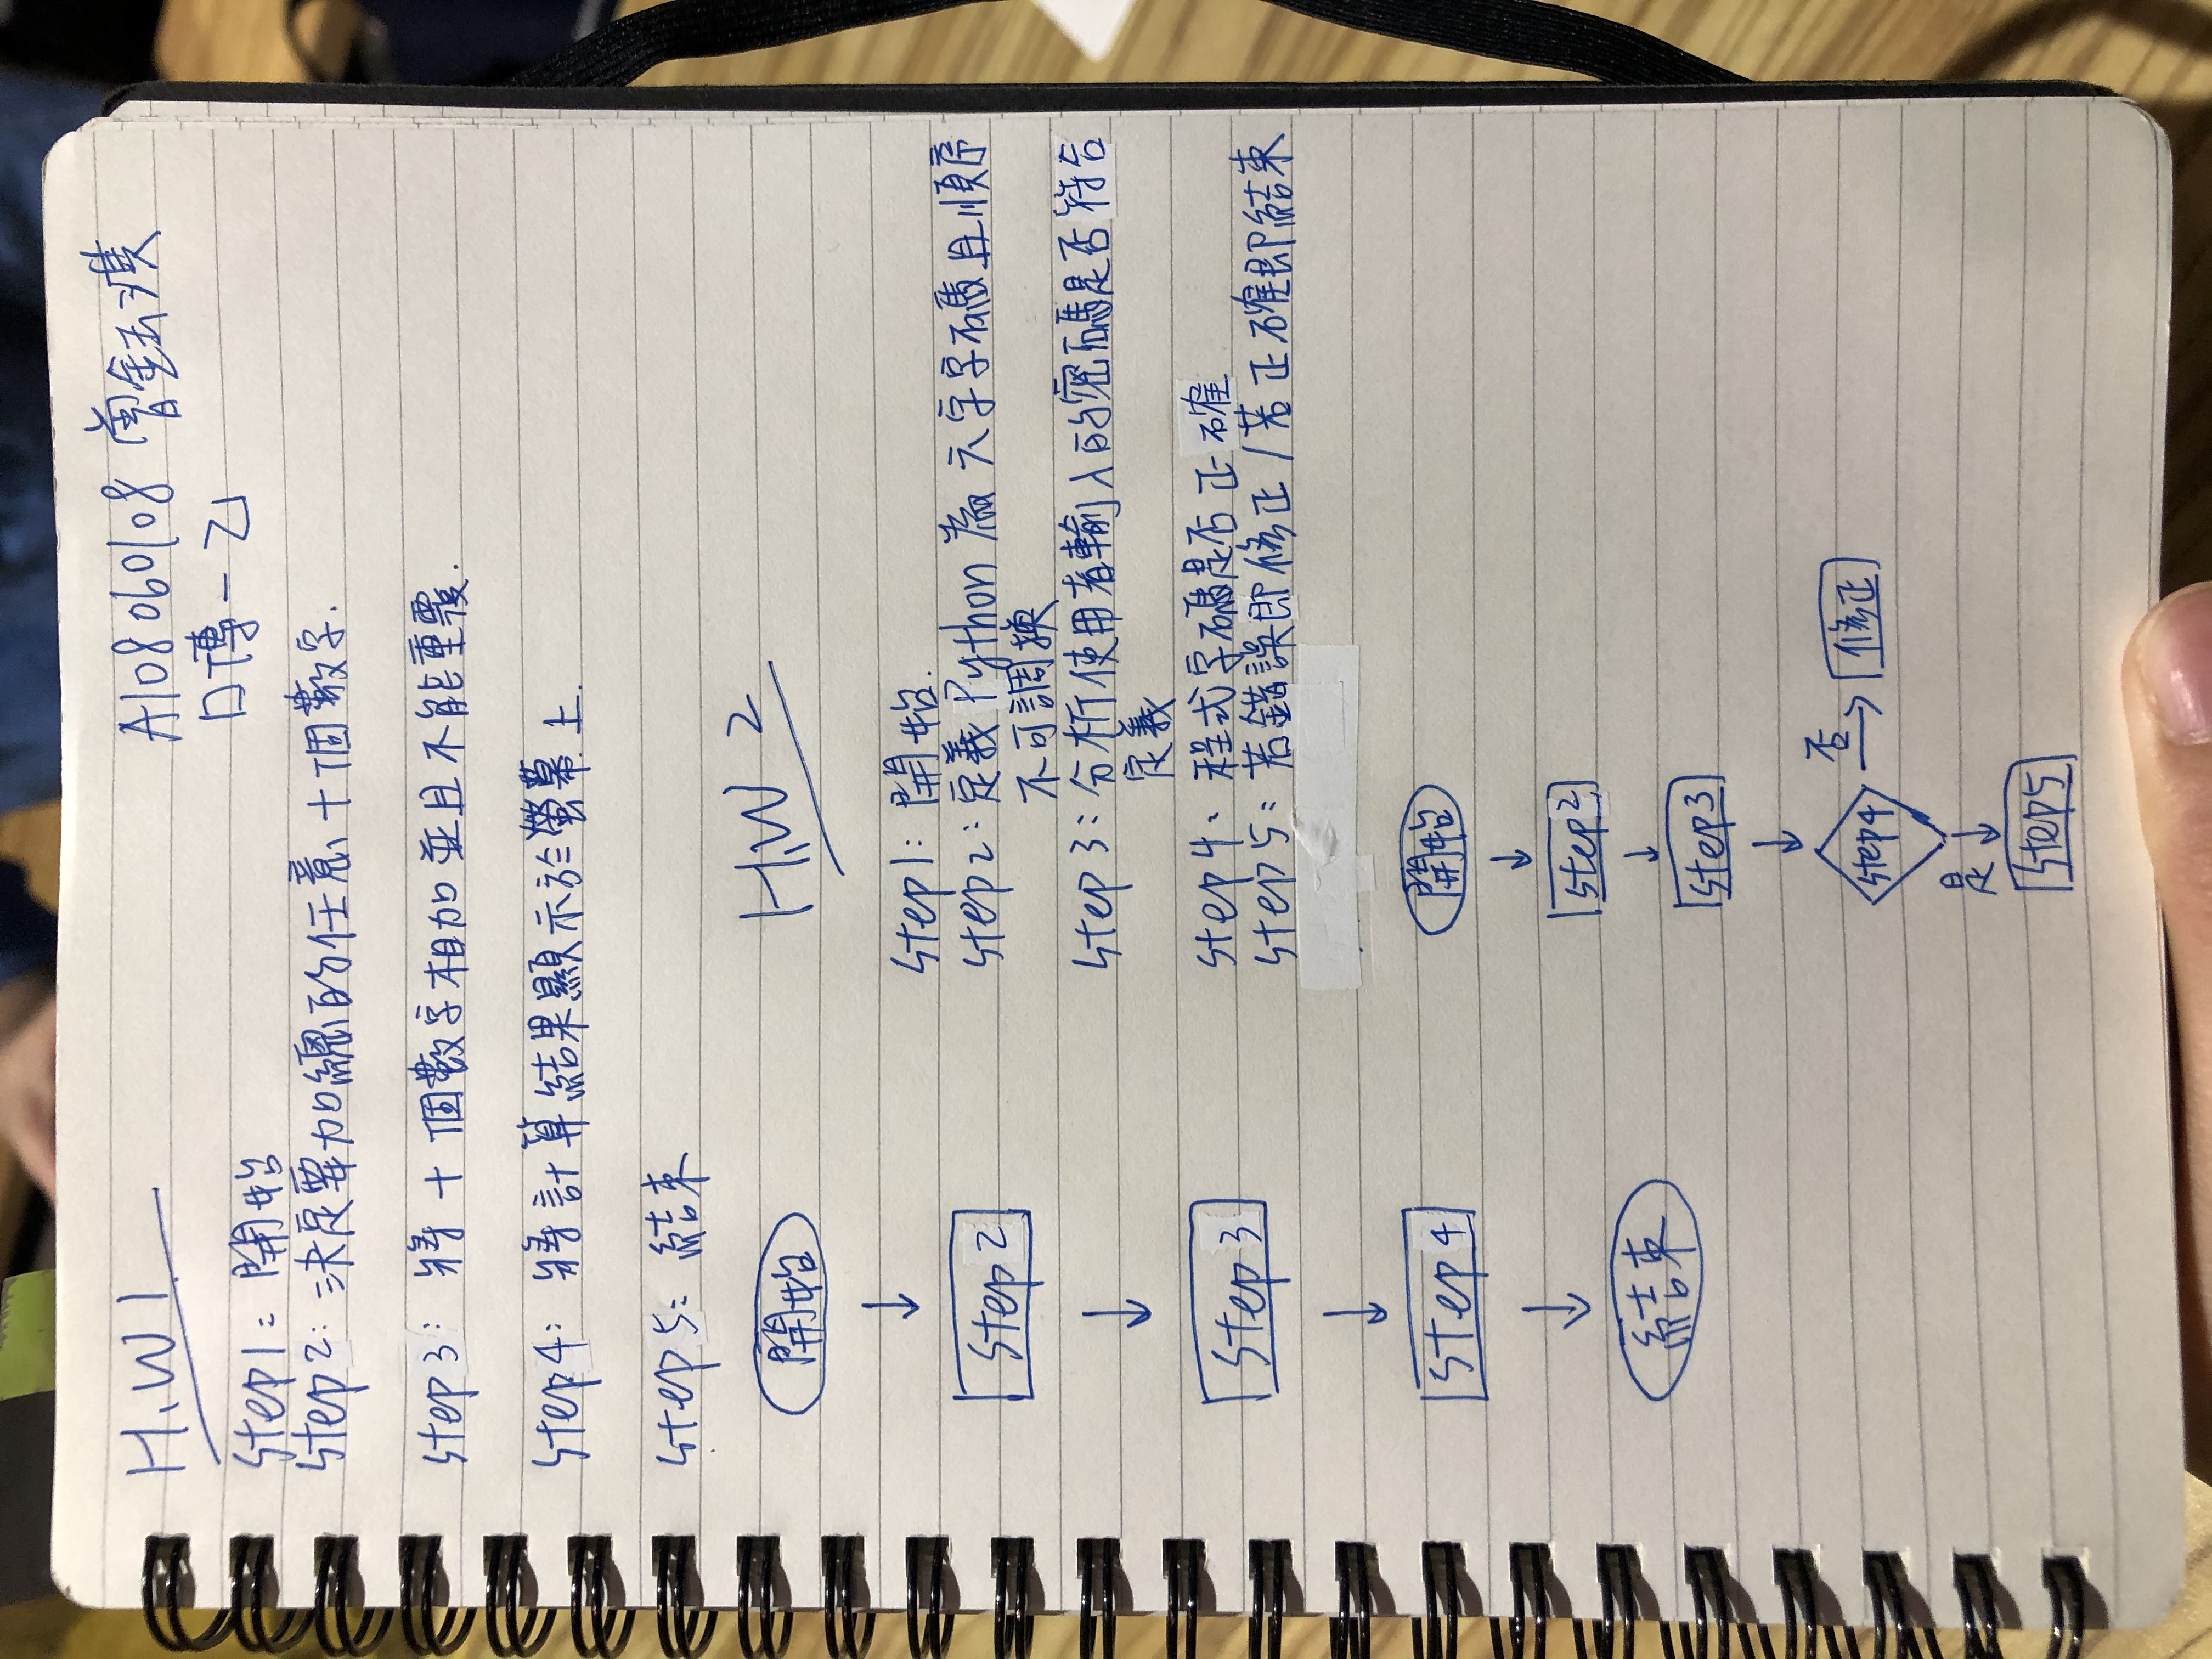 H.W 1
A108060108 曾鈺淇
口傳一乙
Step1: 開始
Step2: 決定要加總的任意十個數字.
Step3: 將十個數字相加並且不能重覆.
Step4: 將計算結果顯示於螢幕上.
Step5: 結束
開始
Step2
Step3
Step4
結束
H.W 2
Step1: 開始.
Step2: 定義Python為六字字碼且順序
不可調換
Step3: 分析使用者輸入的密碼是否符合
定義
Step4: 程式字碼是否正確
Step5: 若錯誤即修正/若正確即結束
開始
Step2
Step3
Step4
否
修正
是
Step5